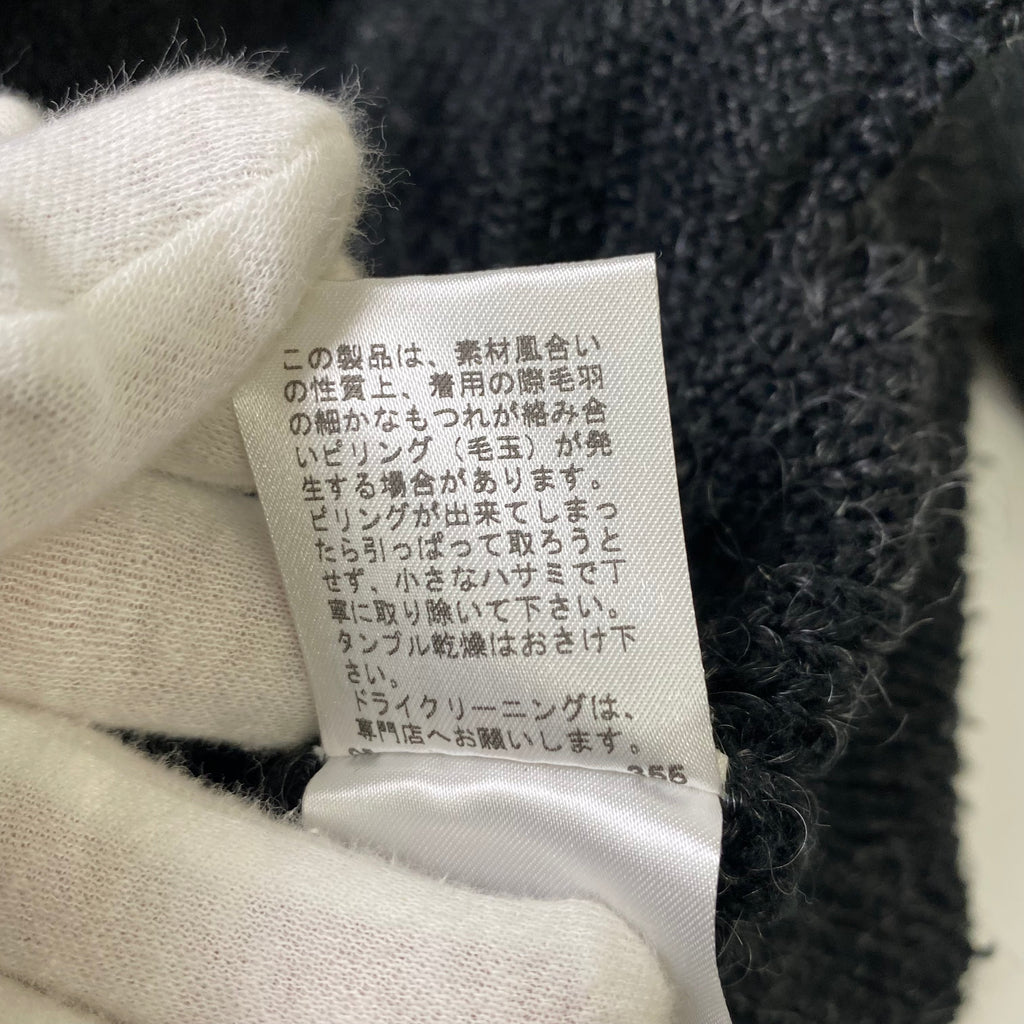 この製品は、素材風合い
の性質上、着用の際毛羽
の細かなもつれが絡み合
いピリング（毛玉）が発
生する場合があります。
ピリングが出来てしまっ
たら引っぱって取ろうと
せず、小さなハサミで丁
寧に取り除いて下さい。
タンブル乾燥はおさけ下
さい。
ドライクリーニングは、
専門店へお願いします。
355